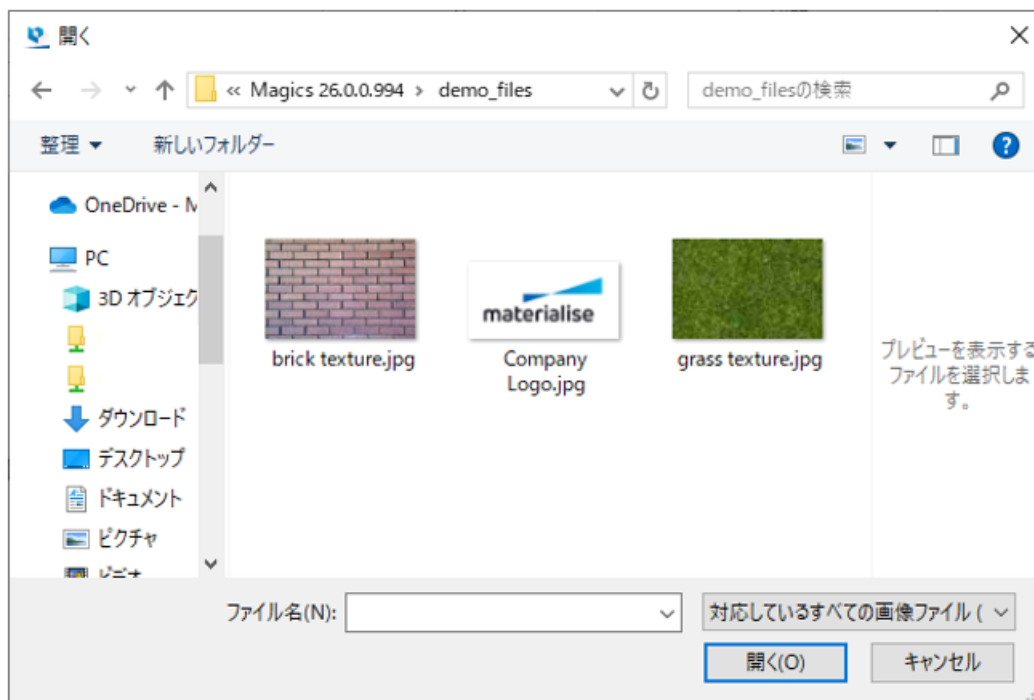 開く
« Magics 26.0.0.994 › demo_files
demo_filesの検索
整理
新しいフォルダー
OneDrive - M
PC
3D オブジェク
ダウンロード
デスクトップ
ドキュメント
ピクチャ
ビデオ
brick texture.jpg
materialise
Company
Logo.jpg
grass texture.jpg
プレビューを表示する
ファイルを選択しま
す。
ファイル名(N):
対応しているすべての画像ファイル (
開く(O)
キャンセル